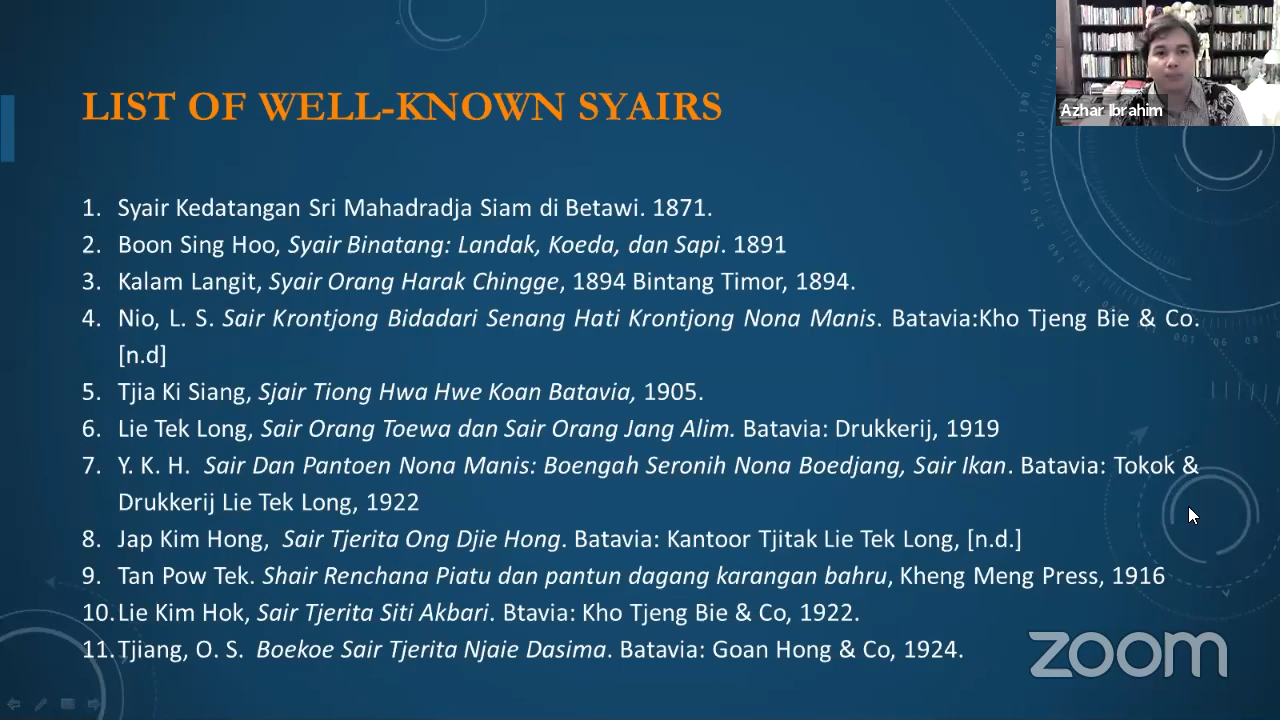 Azhar Ibrahim
LIST OF WELL-KNOWN SYAIRS
1. Syair Kedatangan Sri Mahadradja Siam di Betawi. 1871.
2. Boon Sing Hoo, Syair Binatang: Landak, Koeda, dan Sapi. 1891
3. Kalam Langit, Syair Orang Harak Chingge, 1894 Bintang Timor, 1894.
4. Nio, L. S. Sair Krontjong Bidadari Senang Hati Krontjong Nona Manis. Batavia:Kho Tjeng Bie & Co.
[n.d]
5. Tjia Ki Siang, Sjair Tiong Hwa Hwe Koan Batavia, 1905.
6. Lie Tek Long, Sair Orang Toewa dan Sair Orang Jang Alim. Batavia: Drukkerij, 1919
7. Y. K. H. Sair Dan Pantoen Nona Manis: Boengah Seronih Nona Boedjang, Sair Ikan. Batavia: Tokok &
Drukkerij Lie Tek Long, 1922
8. Jap Kim Hong, Sair Tjerita Ong Djie Hong. Batavia: Kantoor Tjitak Lie Tek Long, [n.d.]
9. Tan Pow Tek. Shair Renchana Piatu dan pantun dagang karangan bahru, Kheng Meng Press, 1916
10. Lie Kim Hok, Sair Tjerita Siti Akbari. Btavia: Kho Tjeng Bie & Co, 1922.
11. Tjiang, O. S. Boekoe Sair Tjerita Njaie Dasima. Batavia: Goan Hong & Co, 1924.
zoom